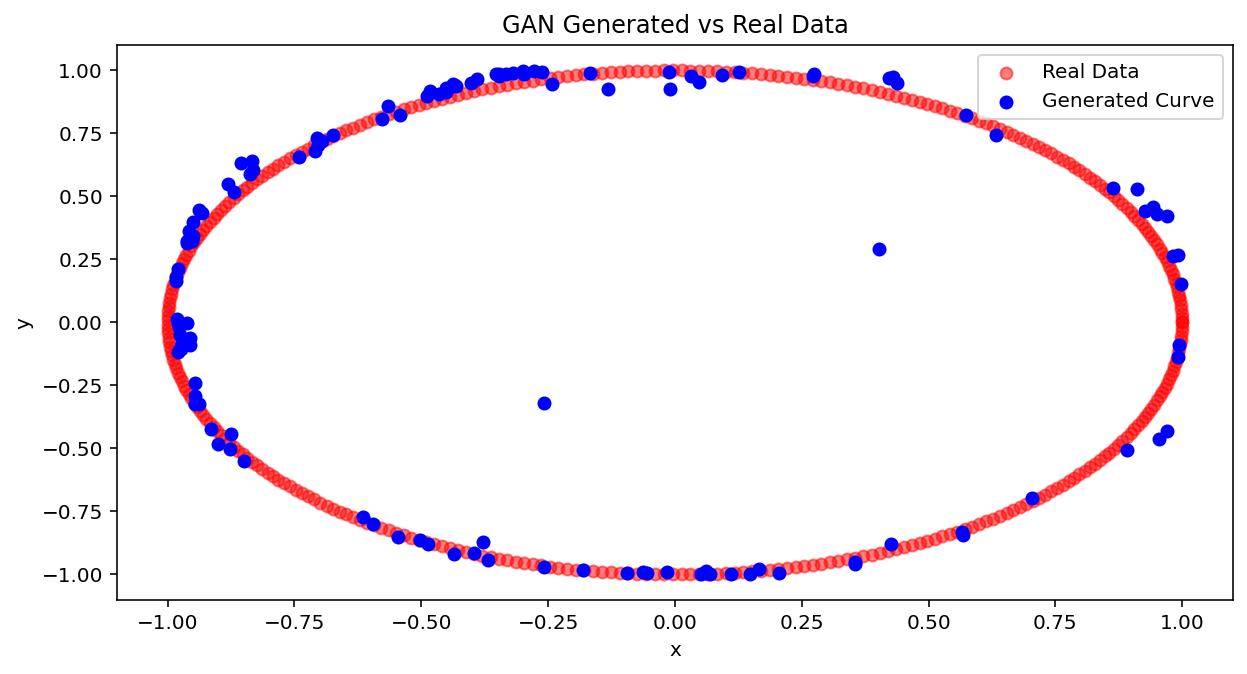 GAN Generated vs Real Data
Real Data
Generated Curve
1.00
0.75
0.50
0.25
0.00
−0.25
−0.50
−0.75
−1.00
y
−1.00 −0.75 −0.50 −0.25 0.00 0.25 0.50 0.75 1.00
x